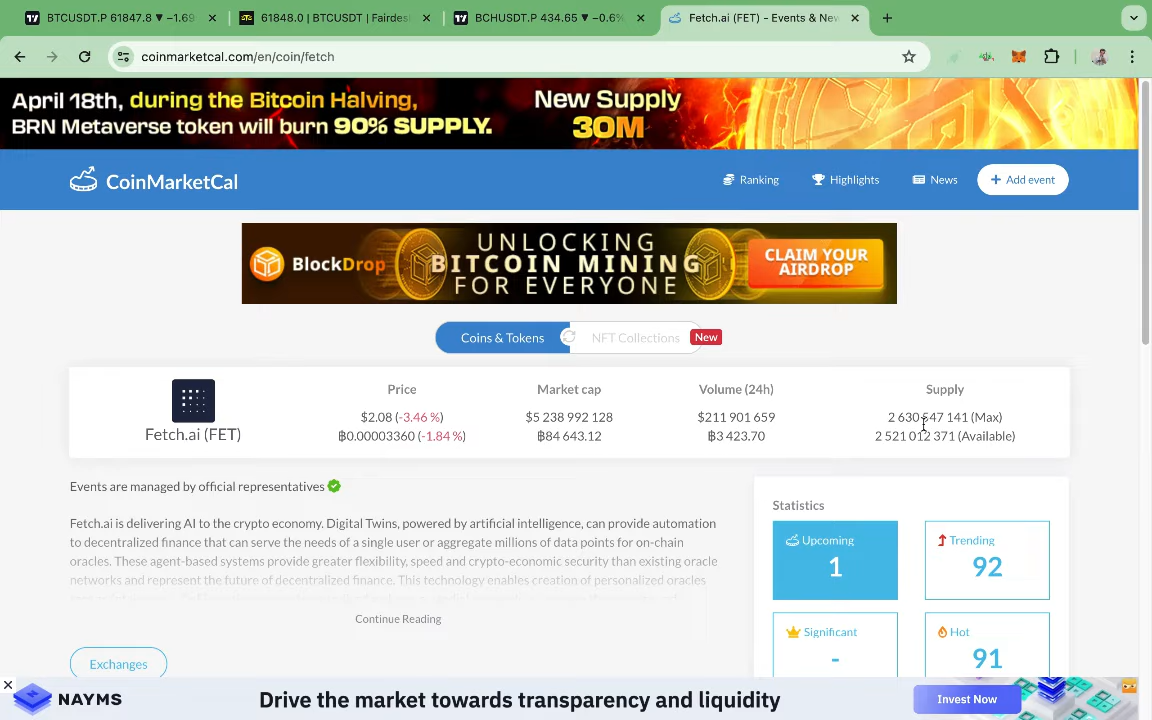 BTCUSDT.P 61847.8 ▼ −1.69
61848.0 | BTCUSDT | Fairdes
BCHUSDT.P 434.65 ▼ −0.6%
Fetch.ai (FET) - Events & Nev
coinmarketcal.com/en/coin/fetch
April 18th, during the Bitcoin Halving,
BRN Metaverse token will burn 90% SUPPLY.
New Supply
30M
CoinMarketCal
Ranking
Highlights
News
+ Add event
BlockDrop
UNLOCKING
BITCOIN MINING
FOR EVERYONE
CLAIM YOUR
AIRDROP
Coins & Tokens
NFT Collections
New
Fetch.ai (FET)
Price
$2.08 (-3.46 %)
฿0.00003360 (-1.84 %)
Market cap
$5 238 992 128
฿84 643.12
Volume (24h)
$211 901 659
฿3 423.70
Supply
2 630 547 141 (Max)
2 521 012 371 (Available)
Events are managed by official representatives
Fetch.ai is delivering AI to the crypto economy. Digital Twins, powered by artificial intelligence, can provide automation
to decentralized finance that can serve the needs of a single user or aggregate millions of data points for on-chain
oracles. These agent-based systems provide greater flexibility, speed and crypto-economic security than existing oracle
networks and represent the future of decentralized finance. This technology enables creation of personalized oracles
Continue Reading
Exchanges
Statistics
Upcoming
1
Trending
92
Significant
-
Hot
91
NAYMS
Drive the market towards transparency and liquidity
Invest Now